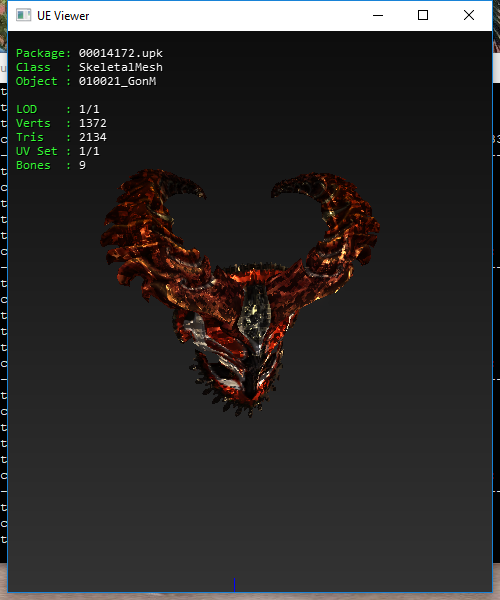 UE Viewer
Package: 00014172.upk
Class : SkeletalMesh
Object : 010021_GonM
LOD : 1/1
Verts : 1372
Tris : 2134
UV Set : 1/1
Bones : 9